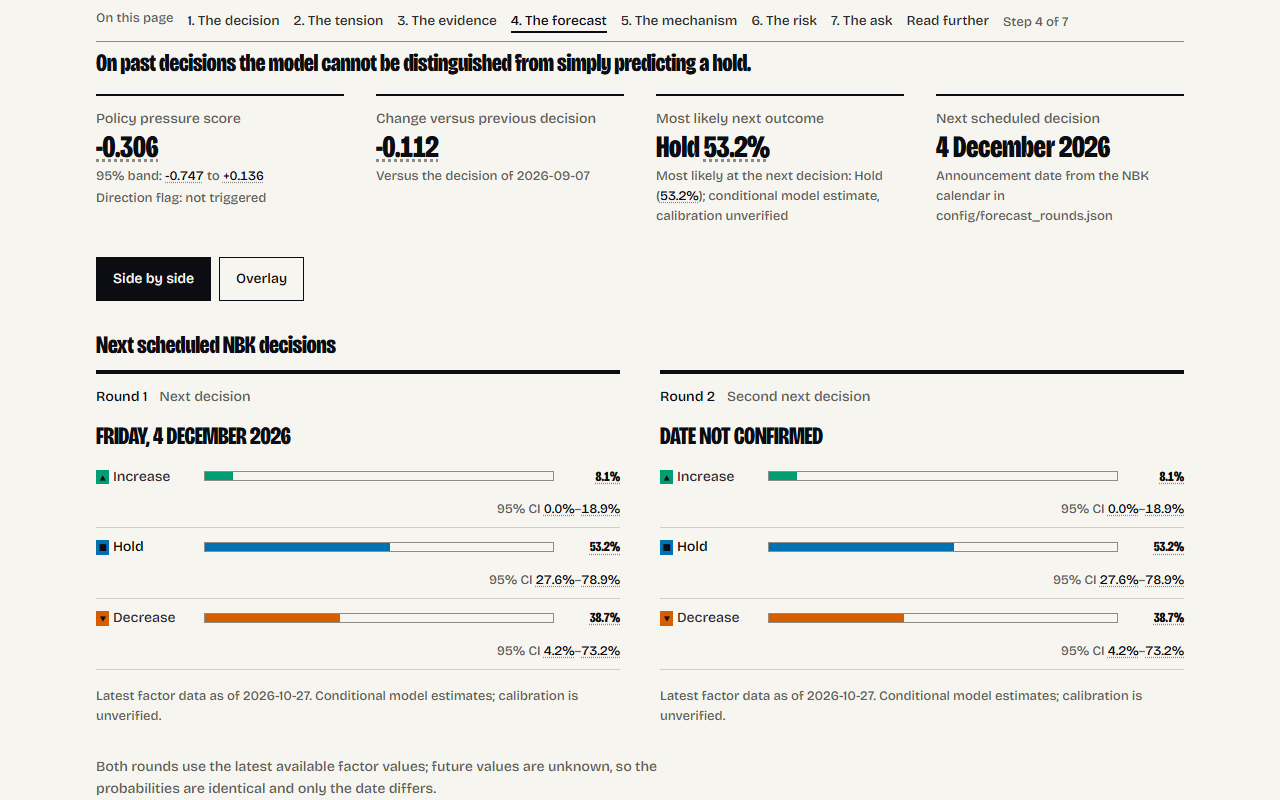 On this page 1. The decision 2. The tension 3. The evidence 4. The forecast 5. The mechanism 6. The risk 7. The ask Read further Step 4 of 7
On past decisions the model cannot be distinguished from simply predicting a hold.
Policy pressure score
-0.306
95% band: -0.747 to +0.136
Direction flag: not triggered
Change versus previous decision
-0.112
Versus the decision of 2026-09-07
Most likely next outcome
Hold 53.2%
Most likely at the next decision: Hold
(53.2%); conditional model estimate,
calibration unverified
Next scheduled decision
4 December 2026
Announcement date from the NBK
calendar in
config/forecast_rounds.json
Side by side
Overlay
Next scheduled NBK decisions
Round 1 Next decision
FRIDAY, 4 DECEMBER 2026
▲ Increase 8.1%
95% CI 0.0%–18.9%
■ Hold 53.2%
95% CI 27.6%–78.9%
▼ Decrease 38.7%
95% CI 4.2%–73.2%
Latest factor data as of 2026-10-27. Conditional model estimates; calibration is
unverified.
Round 2 Second next decision
DATE NOT CONFIRMED
▲ Increase 8.1%
95% CI 0.0%–18.9%
■ Hold 53.2%
95% CI 27.6%–78.9%
▼ Decrease 38.7%
95% CI 4.2%–73.2%
Latest factor data as of 2026-10-27. Conditional model estimates; calibration is
unverified.
Both rounds use the latest available factor values; future values are unknown, so the
probabilities are identical and only the date differs.